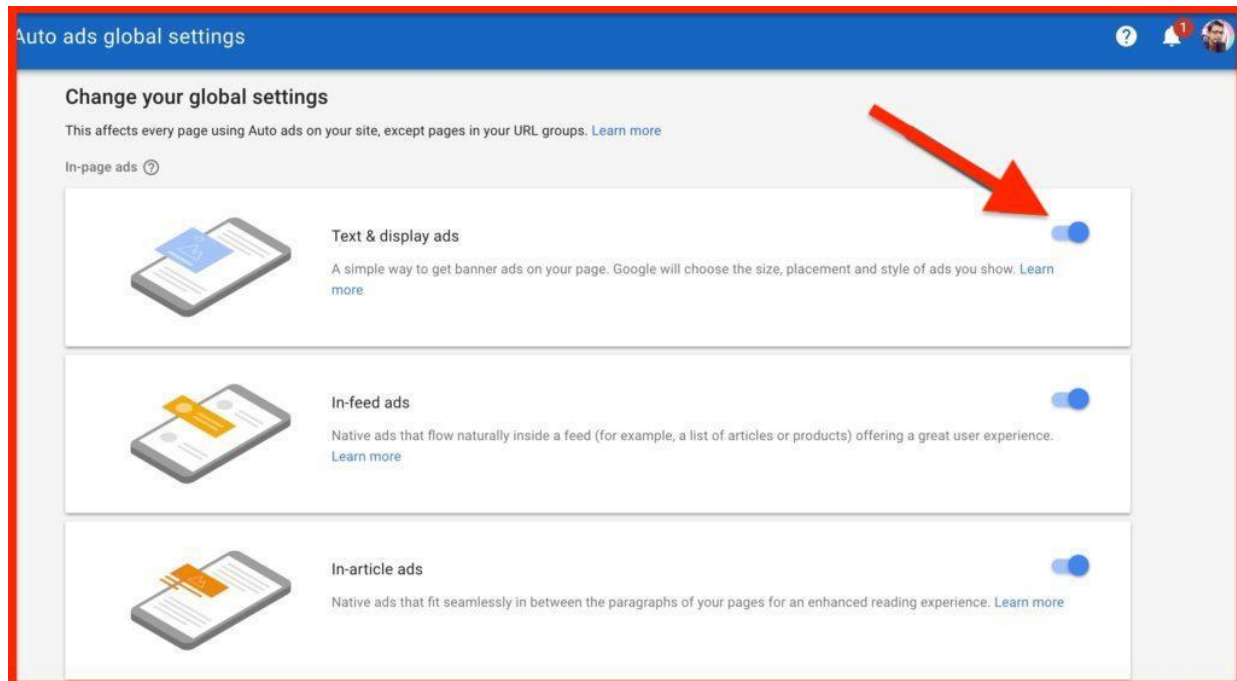 Auto ads global settings
1
Change your global settings
This affects every page using Auto ads on your site, except pages in your URL groups. Learn more
In-page ads ?
Text & display ads
A simple way to get banner ads on your page. Google will choose the size, placement and style of ads you show. Learn
more
In-feed ads
Native ads that flow naturally inside a feed (for example, a list of articles or products) offering a great user experience.
Learn more
In-article ads
Native ads that fit seamlessly in between the paragraphs of your pages for an enhanced reading experience. Learn more